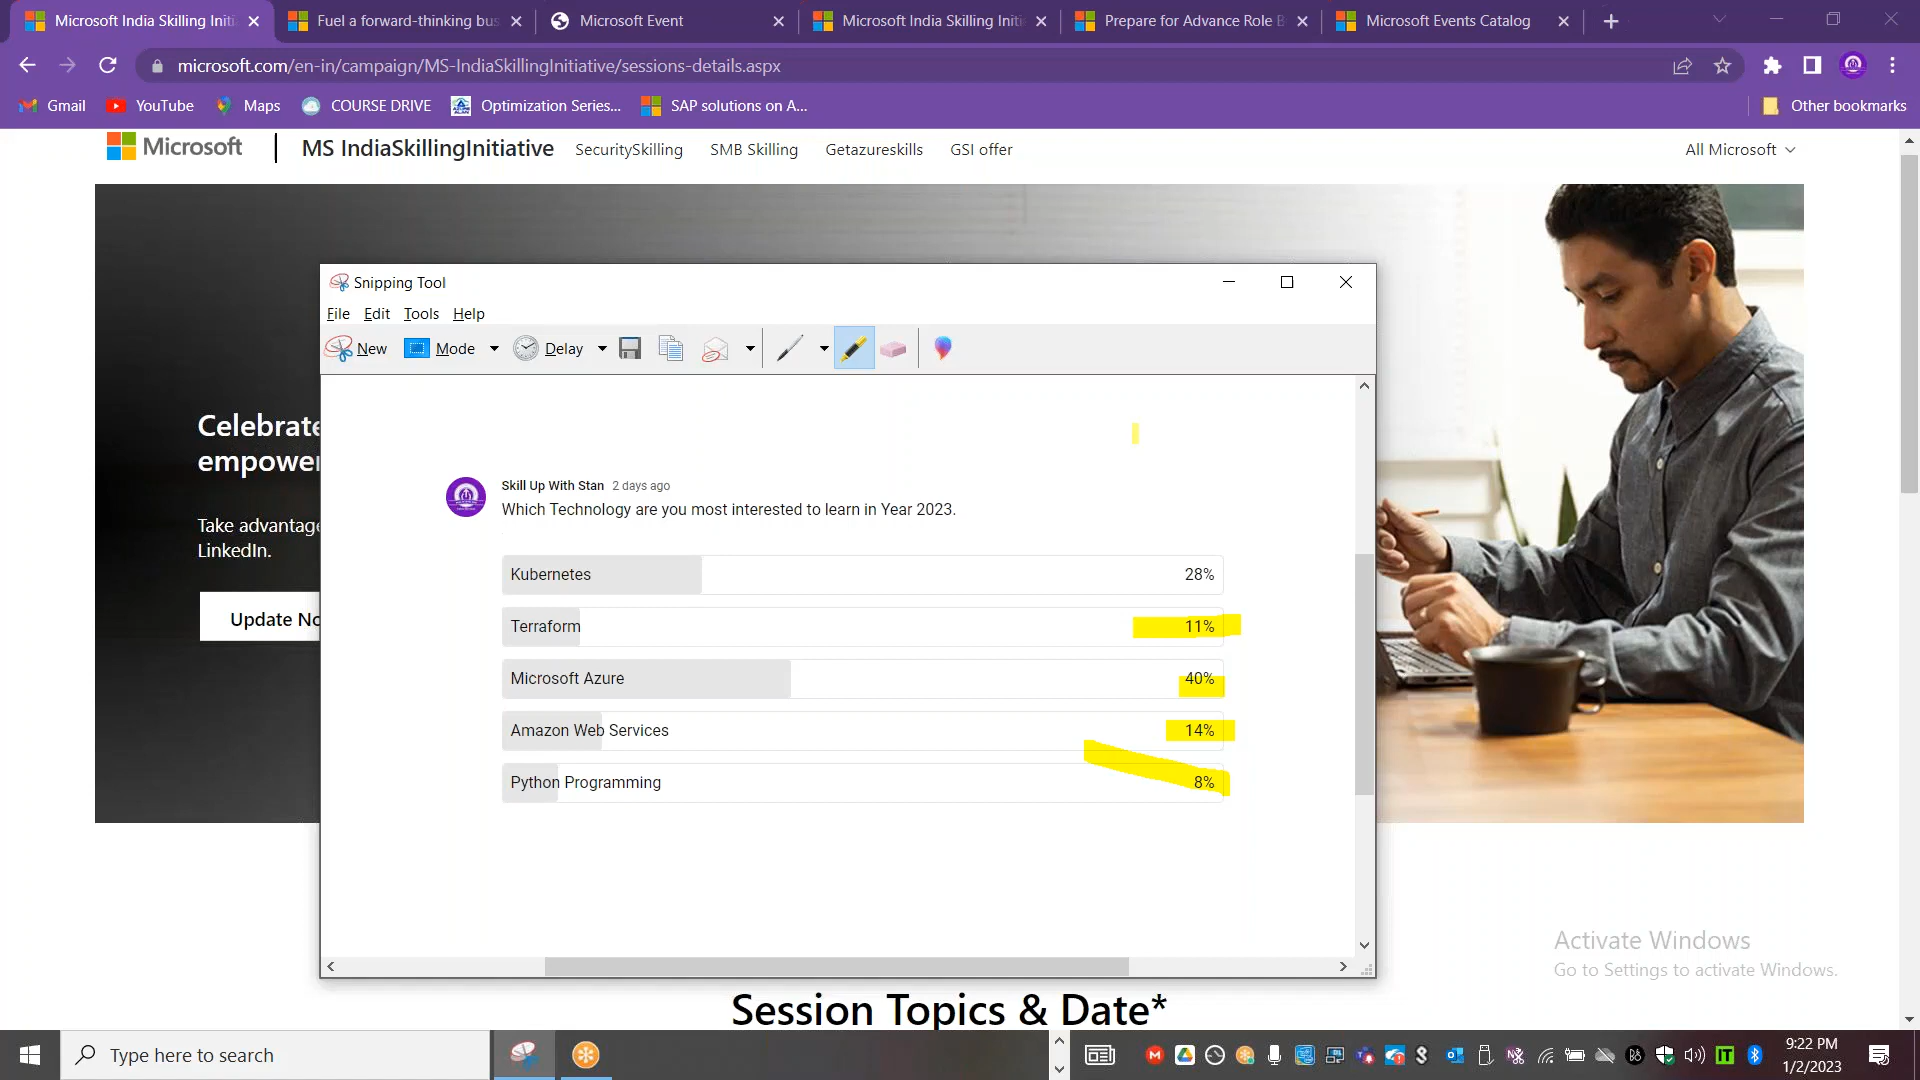 Microsoft India Skilling Initi
Fuel a forward-thinking bus
Microsoft Event
Microsoft India Skilling Initi
Prepare for Advance Role B
Microsoft Events Catalog
microsoft.com/en-in/campaign/MS-IndiaSkillingInitiative/sessions-details.aspx
Gmail
YouTube
Maps
COURSE DRIVE
Optimization Series...
SAP solutions on A...
Other bookmarks
Microsoft
MS IndiaSkillingInitiative
SecuritySkilling
SMB Skilling
Getazureskills
GSI offer
All Microsoft
Celebrate
empower
Take advantage
LinkedIn.
Update No
Snipping Tool
File Edit Tools Help
New
Mode
Delay
Skill Up With Stan 2 days ago
Which Technology are you most interested to learn in Year 2023.
Kubernetes 28%
Terraform 11%
Microsoft Azure 40%
Amazon Web Services 14%
Python Programming 8%
Activate Windows
Go to Settings to activate Windows.
Session Topics & Date*
Type here to search
9:22 PM
1/2/2023